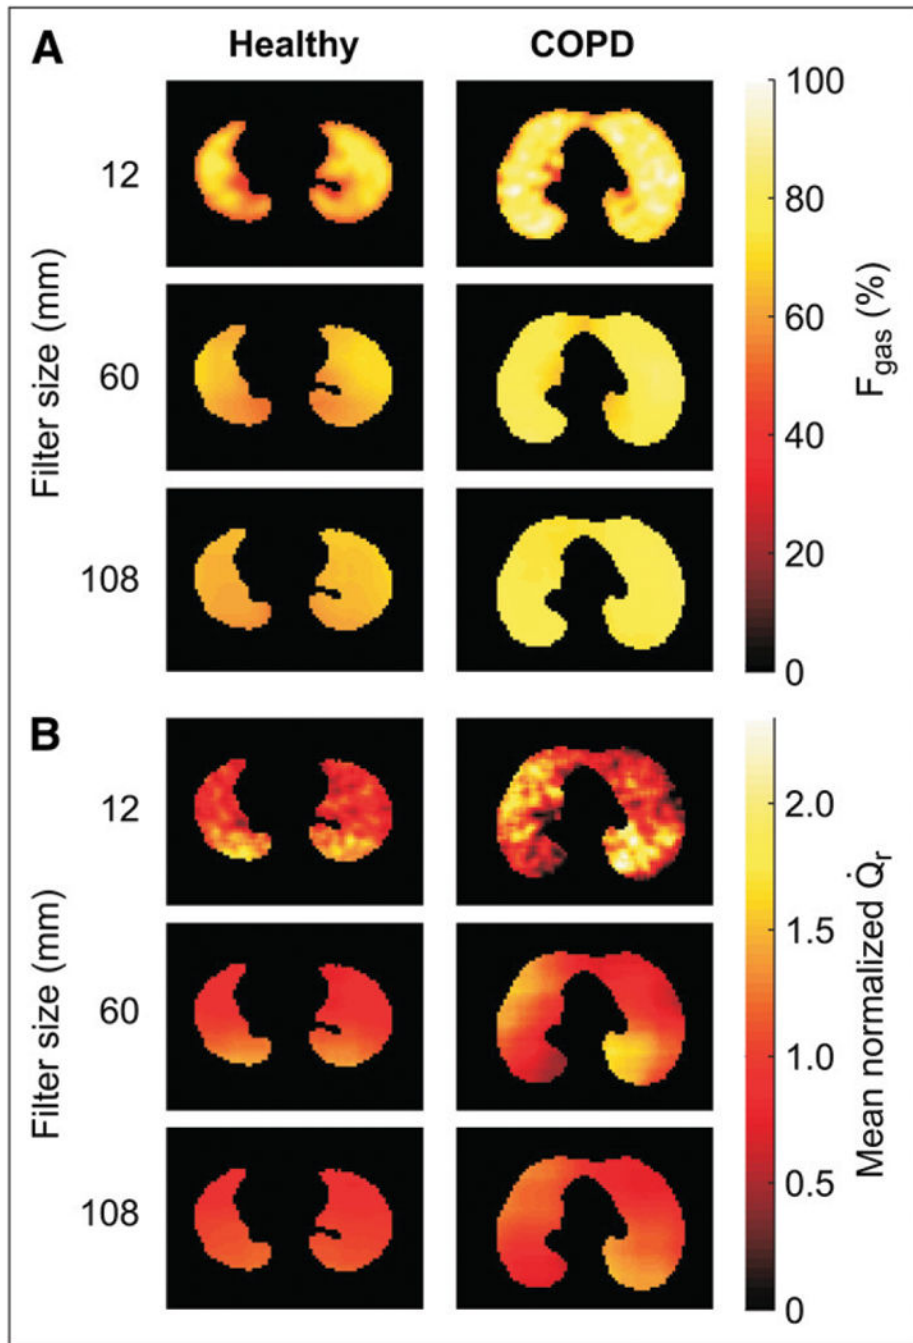 A
Healthy COPD
Filter size (mm)
12
60
108
100
80
60
40
20
0
F_gas (%)
B
Filter size (mm)
12
60
108
2.0
1.5
1.0
0.5
0
Mean normalized Q̇_r